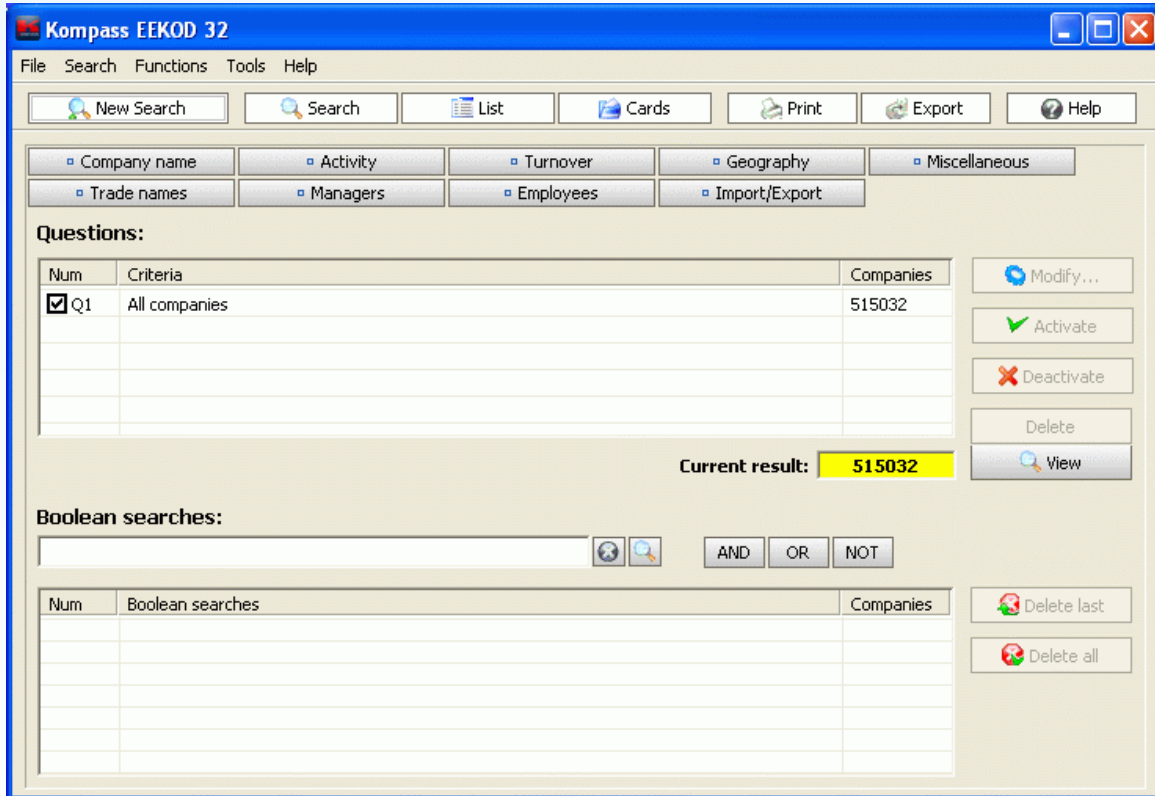 Kompass EEKOD 32
File Search Functions Tools Help
New Search Search List Cards Print Export Help
Company name Activity Turnover Geography Miscellaneous
Trade names Managers Employees Import/Export
Questions:
Num Criteria Companies Modify...
Q1 All companies 515032
Activate
Deactivate
Delete
Current result: 515032 View
Boolean searches:
AND OR NOT
Num Boolean searches Companies Delete last
Delete all